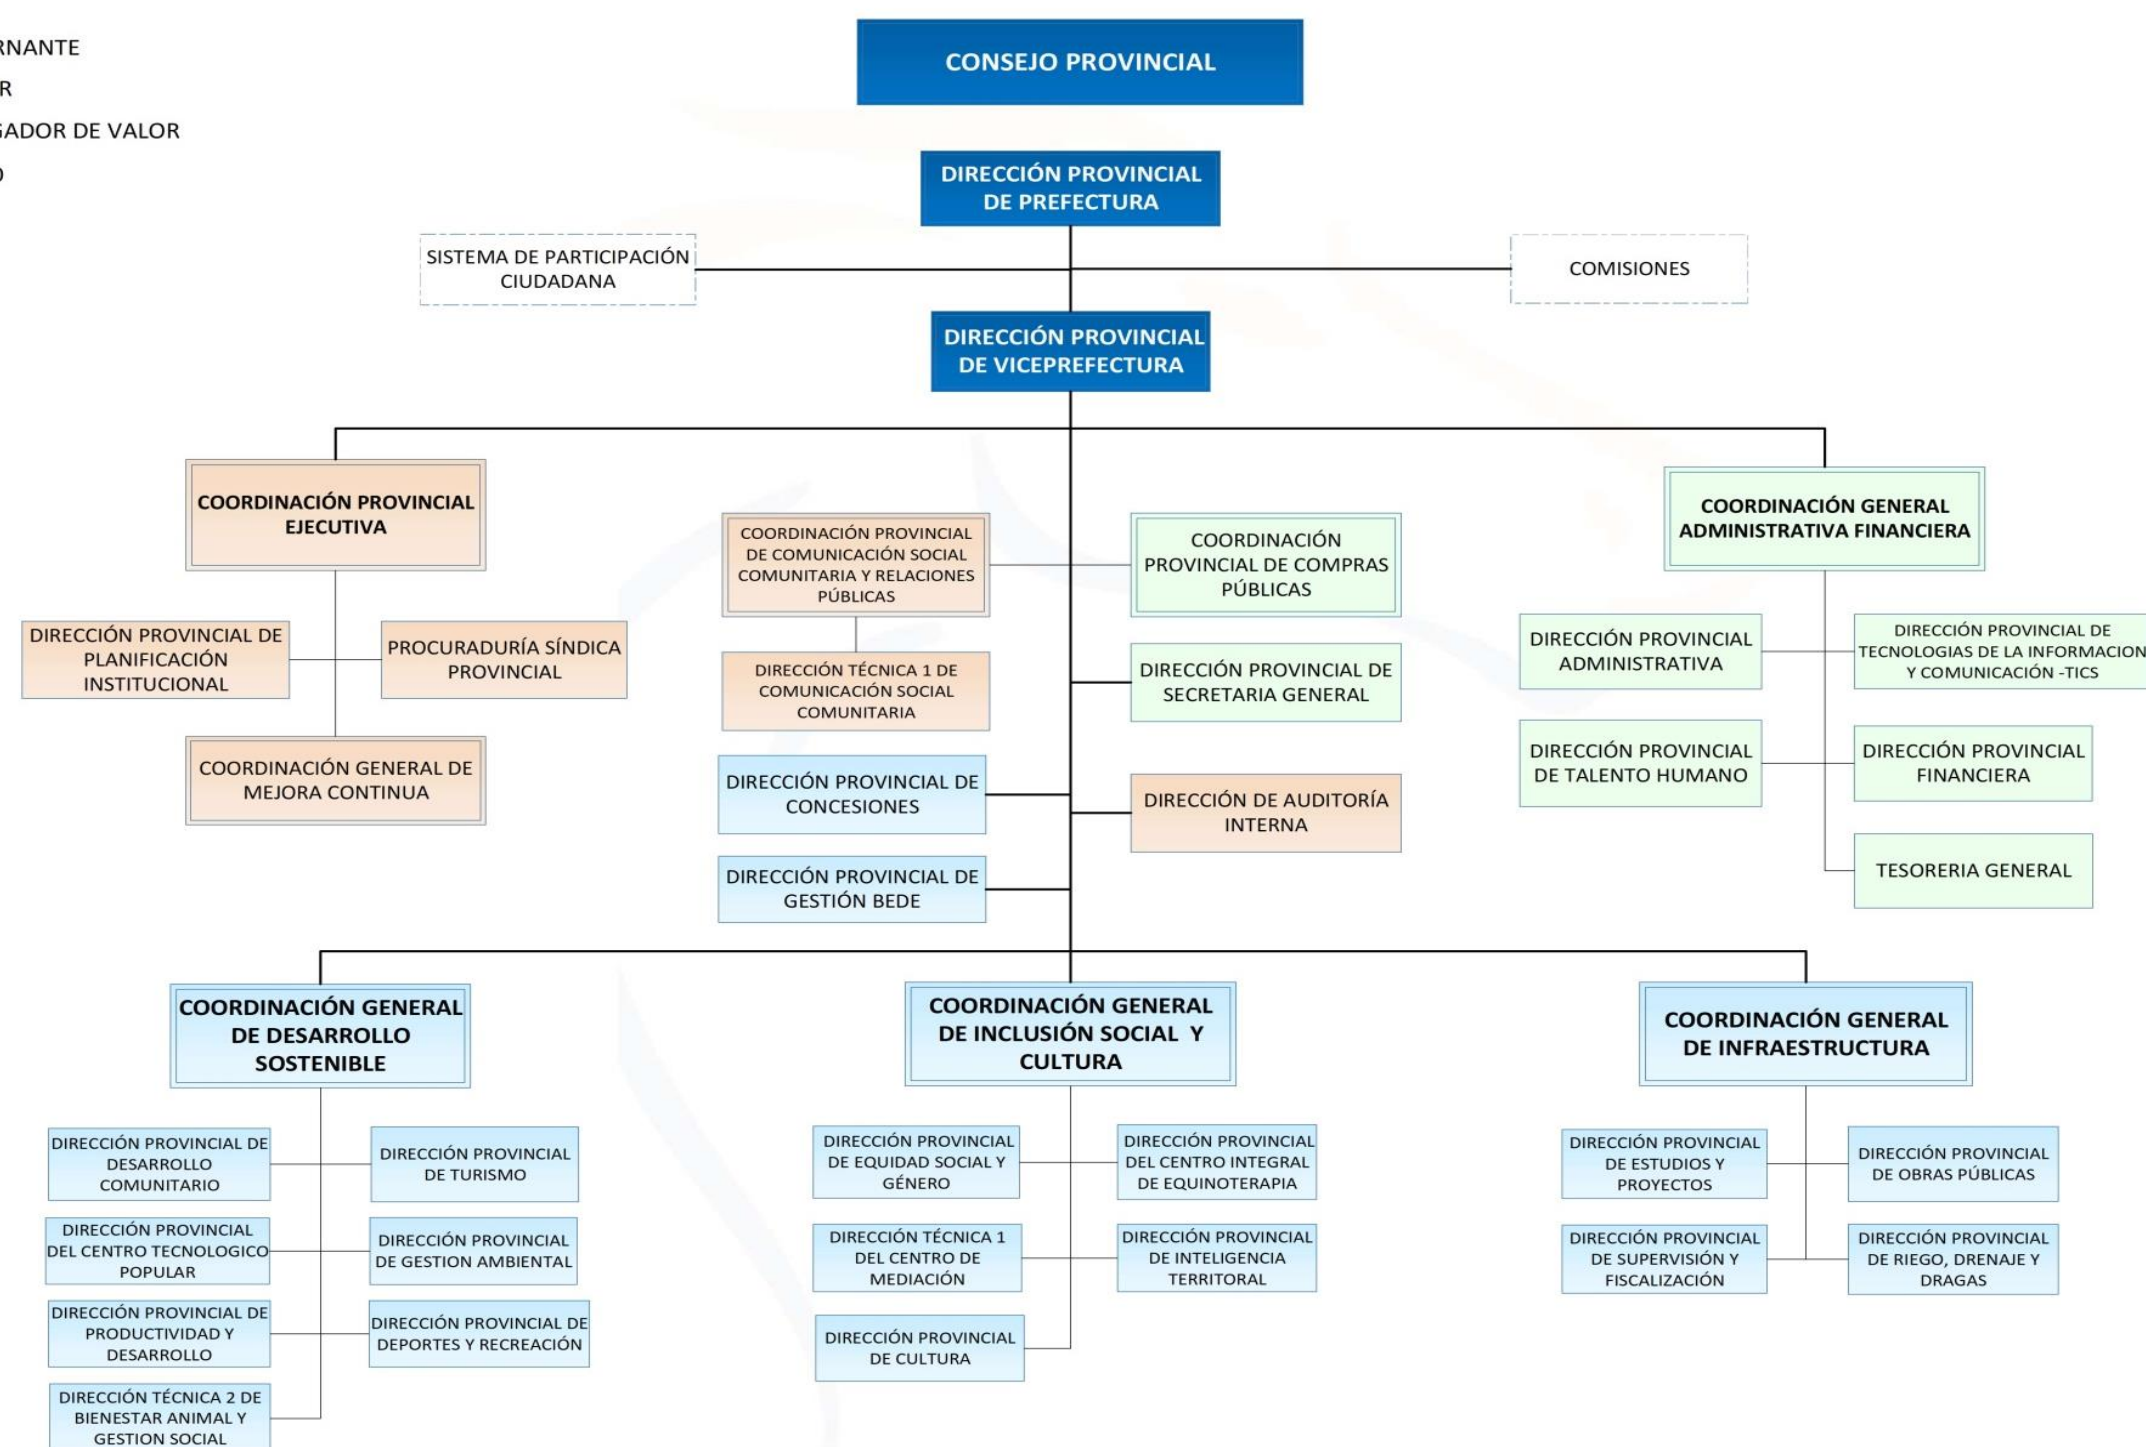 RNANTE
R
GADOR DE VALOR
O
CONSEJO PROVINCIAL
DIRECCIÓN PROVINCIAL
DE PREFECTURA
SISTEMA DE PARTICIPACIÓN
CIUDADANA
COMISIONES
DIRECCIÓN PROVINCIAL
DE VICEPREFECTURA
COORDINACIÓN PROVINCIAL
EJECUTIVA
DIRECCIÓN PROVINCIAL DE
PLANIFICACIÓN
INSTITUCIONAL
PROCURADURÍA SÍNDICA
PROVINCIAL
COORDINACIÓN GENERAL DE
MEJORA CONTINUA
COORDINACIÓN PROVINCIAL
DE COMUNICACIÓN SOCIAL
COMUNITARIA Y RELACIONES
PÚBLICAS
DIRECCIÓN TÉCNICA 1 DE
COMUNICACIÓN SOCIAL
COMUNITARIA
DIRECCIÓN PROVINCIAL DE
CONCESIONES
DIRECCIÓN PROVINCIAL DE
GESTIÓN BEDE
COORDINACIÓN
PROVINCIAL DE COMPRAS
PÚBLICAS
DIRECCIÓN PROVINCIAL DE
SECRETARIA GENERAL
DIRECCIÓN DE AUDITORÍA
INTERNA
COORDINACIÓN GENERAL
ADMINISTRATIVA FINANCIERA
DIRECCIÓN PROVINCIAL
ADMINISTRATIVA
DIRECCIÓN PROVINCIAL DE
TECNOLOGIAS DE LA INFORMACION
Y COMUNICACIÓN -TICS
DIRECCIÓN PROVINCIAL
DE TALENTO HUMANO
DIRECCIÓN PROVINCIAL
FINANCIERA
TESORERIA GENERAL
COORDINACIÓN GENERAL
DE DESARROLLO
SOSTENIBLE
DIRECCIÓN PROVINCIAL DE
DESARROLLO
COMUNITARIO
DIRECCIÓN PROVINCIAL
DE TURISMO
DIRECCIÓN PROVINCIAL
DEL CENTRO TECNOLOGICO
POPULAR
DIRECCIÓN PROVINCIAL
DE GESTION AMBIENTAL
DIRECCIÓN PROVINCIAL DE
PRODUCTIVIDAD Y
DESARROLLO
DIRECCIÓN PROVINCIAL DE
DEPORTES Y RECREACIÓN
DIRECCIÓN TÉCNICA 2 DE
BIENESTAR ANIMAL Y
GESTION SOCIAL
COORDINACIÓN GENERAL
DE INCLUSIÓN SOCIAL Y
CULTURA
DIRECCIÓN PROVINCIAL
DE EQUIDAD SOCIAL Y
GÉNERO
DIRECCIÓN PROVINCIAL
DEL CENTRO INTEGRAL
DE EQUINOTERAPIA
DIRECCIÓN TÉCNICA 1
DEL CENTRO DE
MEDIACIÓN
DIRECCIÓN PROVINCIAL
DE INTELIGENCIA
TERRITORAL
DIRECCIÓN PROVINCIAL
DE CULTURA
COORDINACIÓN GENERAL
DE INFRAESTRUCTURA
DIRECCIÓN PROVINCIAL
DE ESTUDIOS Y
PROYECTOS
DIRECCIÓN PROVINCIAL
DE OBRAS PÚBLICAS
DIRECCIÓN PROVINCIAL
DE SUPERVISIÓN Y
FISCALIZACIÓN
DIRECCIÓN PROVINCIAL
DE RIEGO, DRENAJE Y
DRAGAS